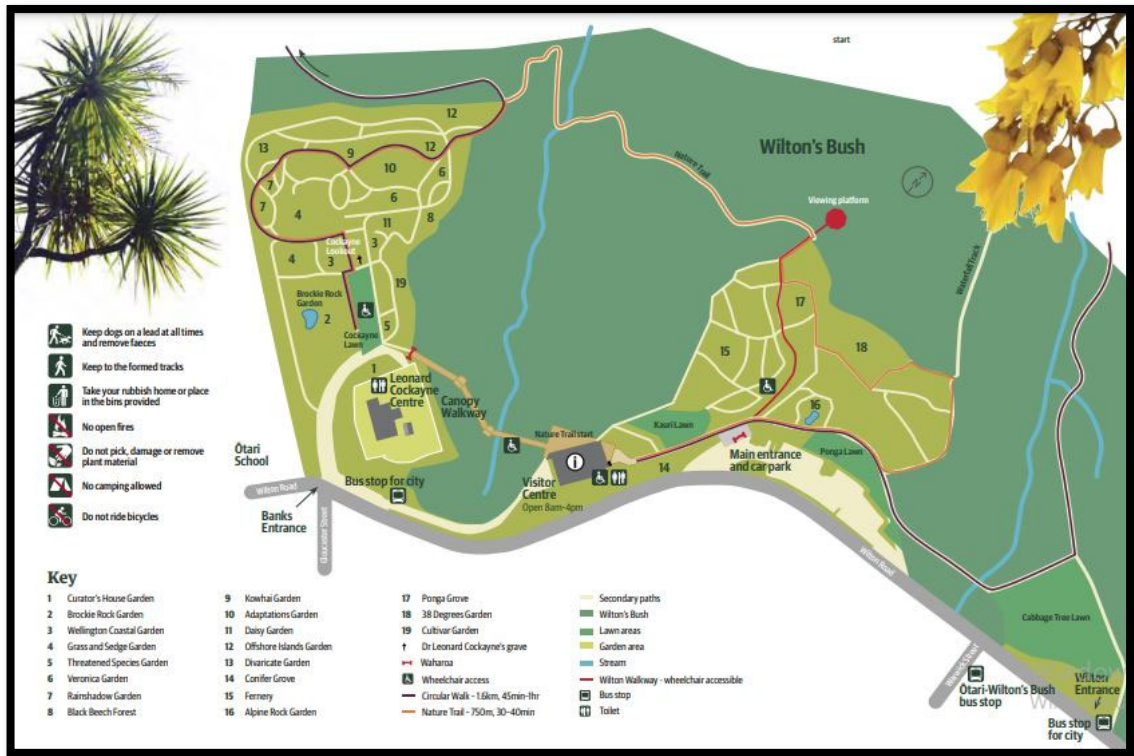 start
12
13
9
12
Wilton's Bush
10
6
7
Nature Trail
6
7
4
8
Viewing platform
11
Cockayne
Lookout
3
4
3
19
Waterfall Track
Brockie Rock
Garden
2
17
5
Cockayne
Lawn
15
18
Keep dogs on a lead at all times
and remove faeces
Keep to the formed tracks
Take your rubbish home or place
in the bins provided
No open fires
Do not pick, damage or remove
plant material
No camping allowed
Do not ride bicycles
1
Leonard
Cockayne
Centre
Canopy
Walkway
16
Kauri Lawn
Nature Trail start
Main entrance
and car park
Ponga Lawn
14
Ōtari
School
Bus stop for city
Visitor
Centre
Open 8am-4pm
Wilton Road
Banks
Entrance
Gloucester Street
Wilton Road
Cabbage Tree Lawn
Warwick Street
Ōtari-Wilton's Bush
bus stop
Wilton
Entrance
Bus stop
for city
Key
1 Curator's House Garden
2 Brockie Rock Garden
3 Wellington Coastal Garden
4 Grass and Sedge Garden
5 Threatened Species Garden
6 Veronica Garden
7 Rainshadow Garden
8 Black Beech Forest
9 Kowhai Garden
10 Adaptations Garden
11 Daisy Garden
12 Offshore Islands Garden
13 Divaricate Garden
14 Conifer Grove
15 Fernery
16 Alpine Rock Garden
17 Ponga Grove
18 38 Degrees Garden
19 Cultivar Garden
Dr Leonard Cockayne's grave
Waharoa
Wheelchair access
Circular Walk - 1.6km, 45min-1hr
Nature Trail - 750m, 30-40min
Secondary paths
Wilton's Bush
Lawn areas
Garden area
Stream
Wilton Walkway - wheelchair accessible
Bus stop
Toilet